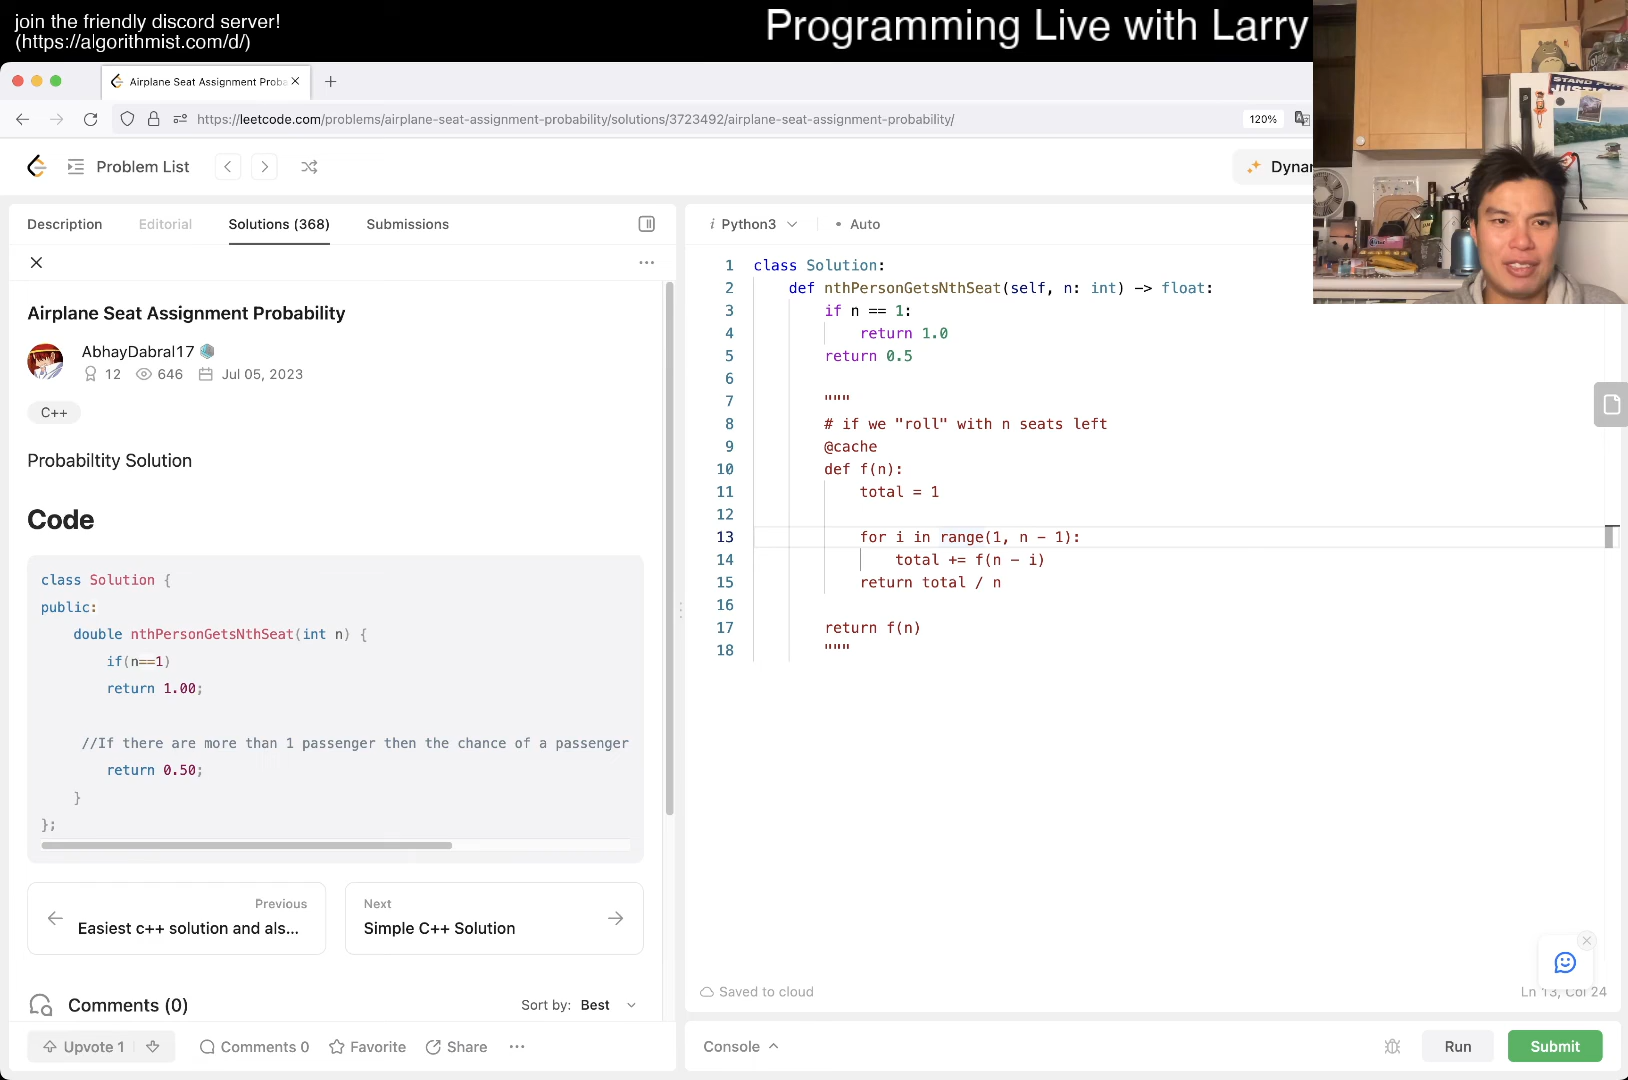 join the friendly discord server!
(https://algorithmist.com/d/)
Programming Live with Larry
Airplane Seat Assignment Proba
https://leetcode.com/problems/airplane-seat-assignment-probability/solutions/3723492/airplane-seat-assignment-probability/
120%
Problem List
Dynam
Description
Editorial
Solutions (368)
Submissions
Airplane Seat Assignment Probability
AbhayDabral17
12
646
Jul 05, 2023
C++
Probabiltity Solution
Code
class Solution {
public:
double nthPersonGetsNthSeat(int n) {
if(n==1)
return 1.00;
//If there are more than 1 passenger then the chance of a passenger
return 0.50;
}
};
Previous
Easiest c++ solution and als...
Next
Simple C++ Solution
Comments (0)
Sort by: Best
Upvote 1
Comments 0
Favorite
Share
i Python3
Auto
1 class Solution:
2 def nthPersonGetsNthSeat(self, n: int) -> float:
3 if n == 1:
4 return 1.0
5 return 0.5
6
7 """
8 # if we "roll" with n seats left
9 @cache
10 def f(n):
11 total = 1
12
13 for i in range(1, n - 1):
14 total += f(n - i)
15 return total / n
16
17 return f(n)
18 """
Saved to cloud
Ln 13, Col 24
Console
Run
Submit